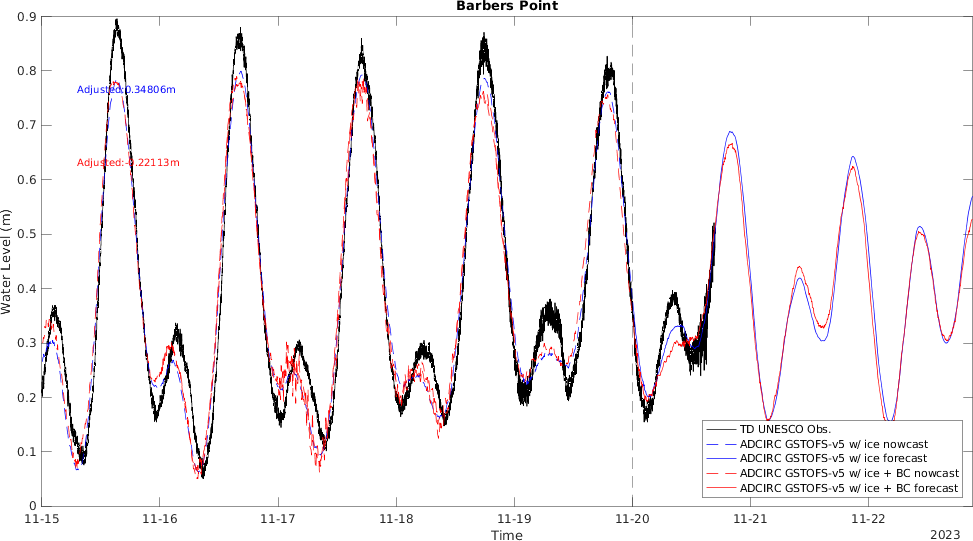 Barbers Point
0.9
0.8
0.7
0.6
0.5
0.4
0.3
0.2
0.1
0
Water Level (m)
Adjusted:0.34806m
Adjusted:-0.22113m
TD UNESCO Obs.
ADCIRC GSTOFS-v5 w/ ice nowcast
ADCIRC GSTOFS-v5 w/ ice forecast
ADCIRC GSTOFS-v5 w/ ice + BC nowcast
ADCIRC GSTOFS-v5 w/ ice + BC forecast
11-15 11-16 11-17 11-18 11-19 11-20 11-21 11-22
Time
2023